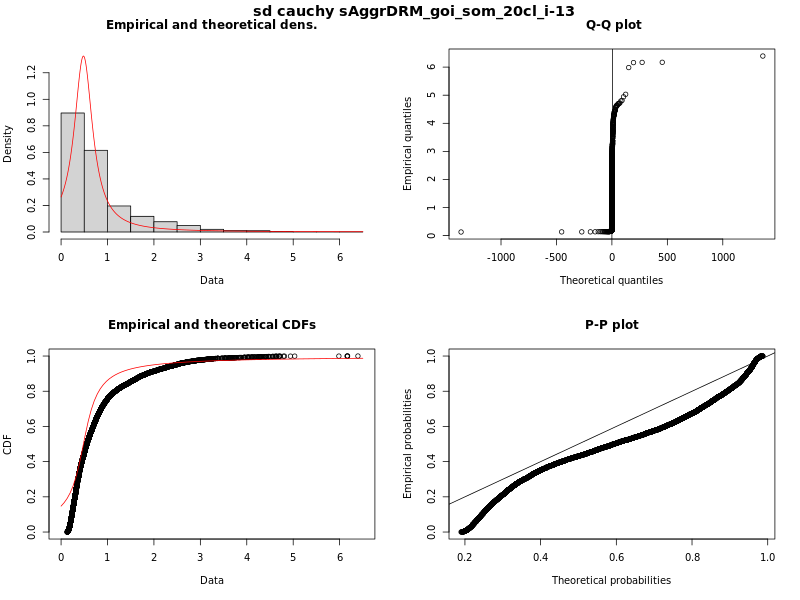 sd cauchy sAggrDRM_goi_som_20cl_i-13
Empirical and theoretical dens.
Density
0.0 0.2 0.4 0.6 0.8 1.0 1.2
0 1 2 3 4 5 6
Data
Q-Q plot
Empirical quantiles
0 1 2 3 4 5 6
-1000 -500 0 500 1000
Theoretical quantiles
Empirical and theoretical CDFs
CDF
0.0 0.2 0.4 0.6 0.8 1.0
0 1 2 3 4 5 6
Data
P-P plot
Empirical probabilities
0.0 0.2 0.4 0.6 0.8 1.0
0.2 0.4 0.6 0.8 1.0
Theoretical probabilities